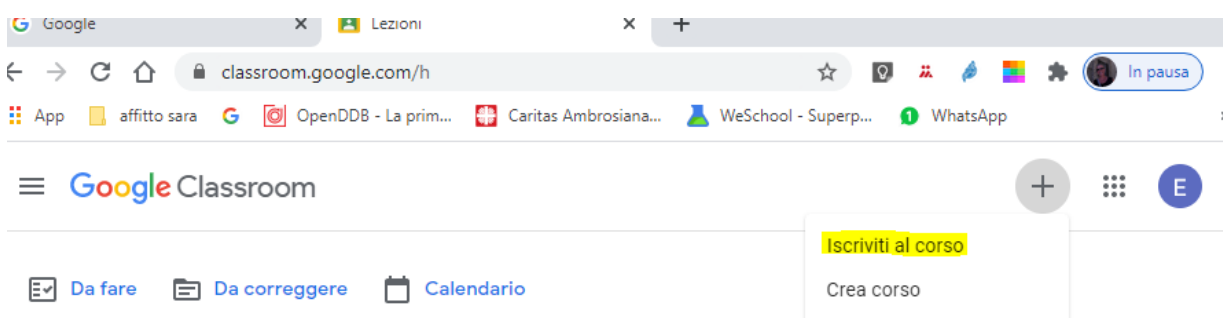 Google Lezioni
classroom.google.com/h In pausa
App affitto sara OpenDDB - La prim... Caritas Ambrosiana... WeSchool - Superp... 1 WhatsApp
Google Classroom E
Iscriviti al corso
Da fare Da correggere Calendario
Crea corso